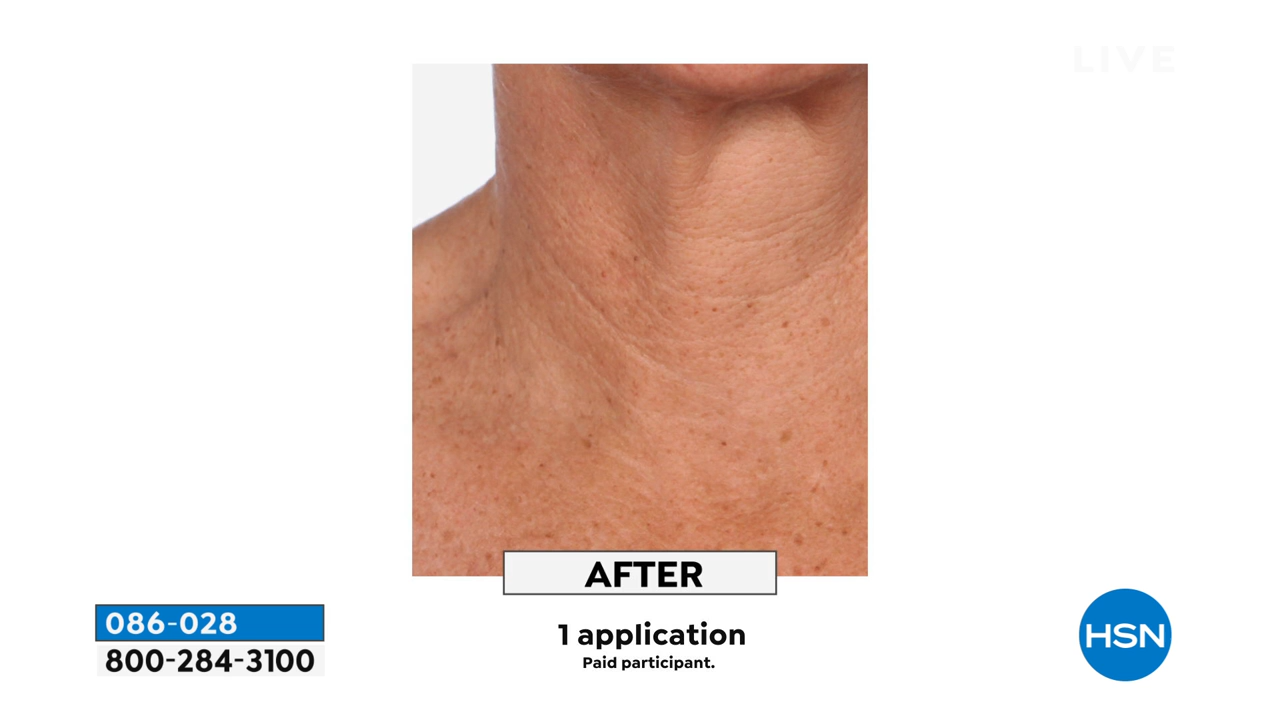 LIVE
AFTER
1 application
Paid participant.
086-028
800-284-3100
HSN